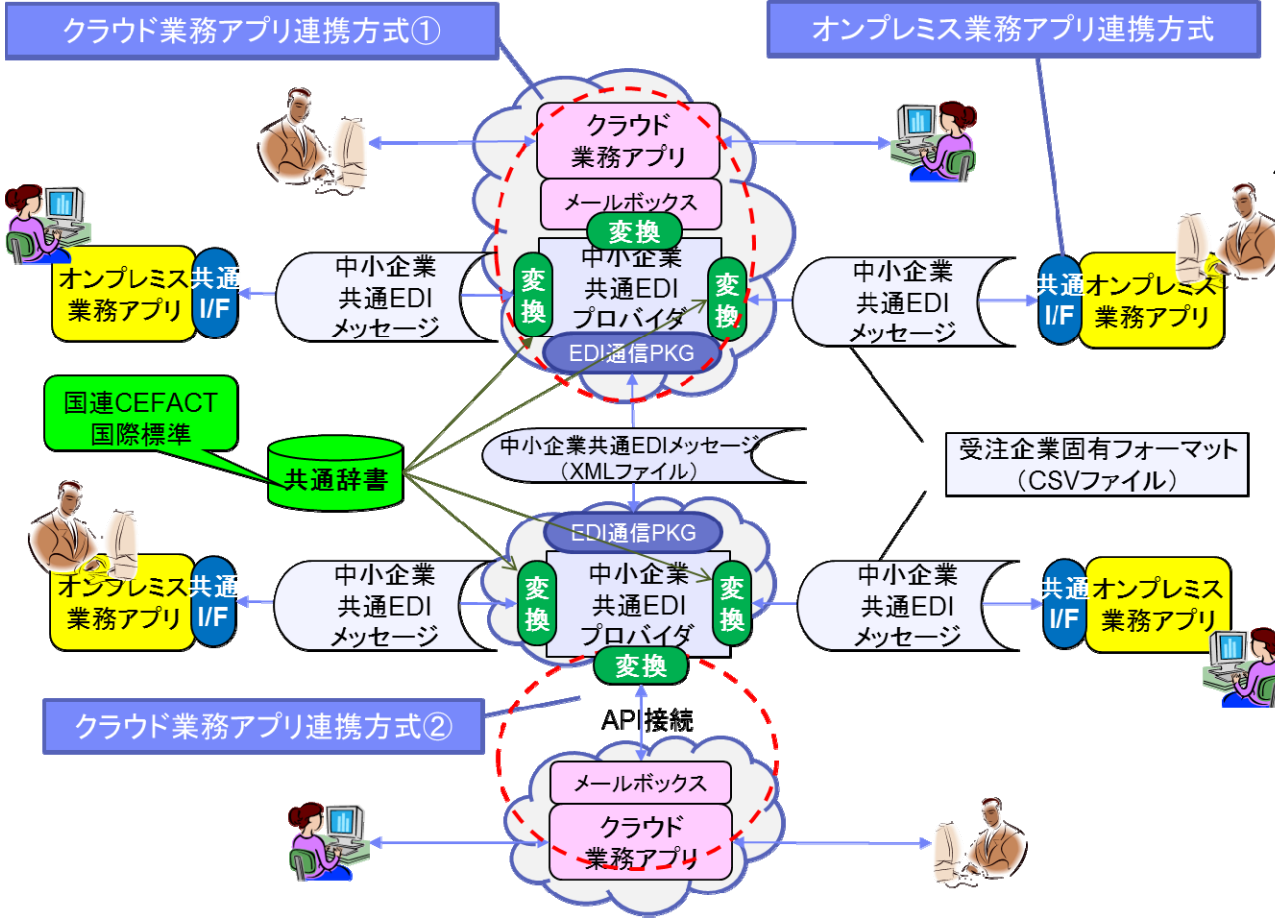 クラウド業務アプリ連携方式①
オンプレミス業務アプリ連携方式
クラウド
業務アプリ
メールボックス
変換
中小企業
共通EDI
プロバイダ
変換
変換
EDI通信PKG
オンプレミス
業務アプリ
共通
I/F
中小企業
共通EDI
メッセージ
中小企業
共通EDI
メッセージ
共通
I/F
オンプレミス
業務アプリ
国連CEFACT
国際標準
共通辞書
中小企業共通EDIメッセージ
（XMLファイル）
受注企業固有フォーマット
（CSVファイル）
EDI通信PKG
オンプレミス
業務アプリ
共通
I/F
中小企業
共通EDI
メッセージ
変換
中小企業
共通EDI
プロバイダ
変換
変換
中小企業
共通EDI
メッセージ
共通
I/F
オンプレミス
業務アプリ
クラウド業務アプリ連携方式②
API接続
メールボックス
クラウド
業務アプリ